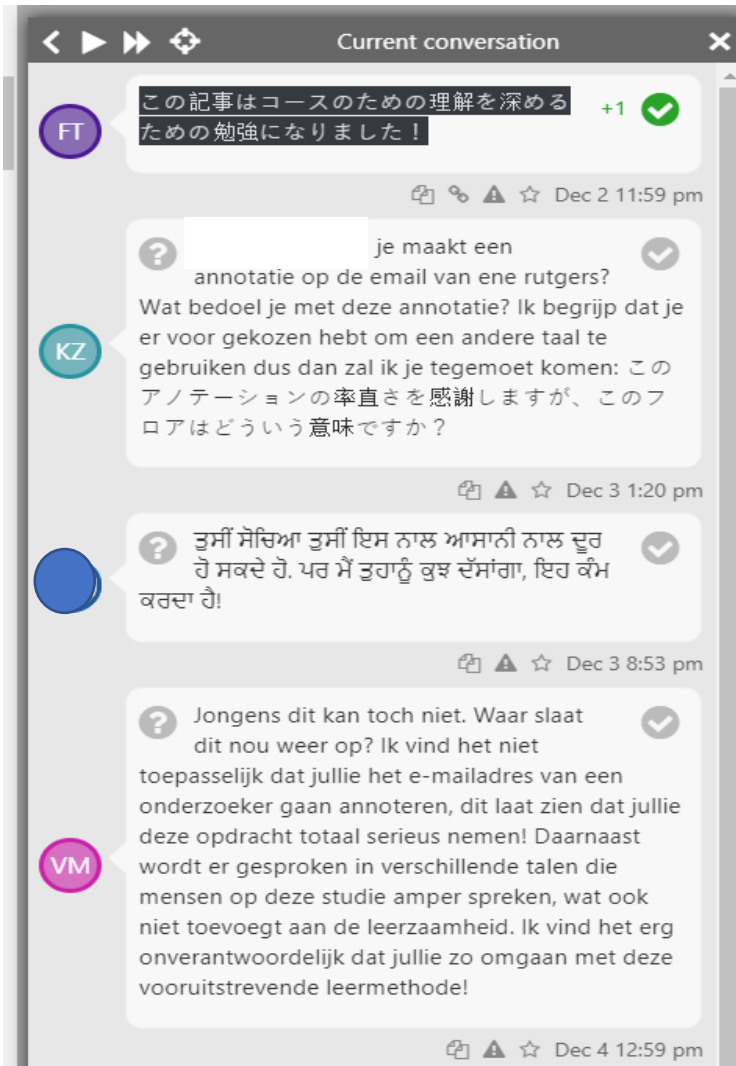 Current conversation
FT
この記事はコースのための理解を深める
ための勉強になりました！
+1
Dec 2 11:59 pm
KZ
je maakt een
annotatie op de email van ene rutgers?
Wat bedoel je met deze annotatie? Ik begrijp dat je
er voor gekozen hebt om een andere taal te
gebruiken dus dan zal ik je tegemoet komen: この
アノテーションの率直さを感謝しますが、このフ
ロアはどういう意味ですか？
Dec 3 1:20 pm
ਤੁਸੀਂ ਸੋਚਿਆ ਤੁਸੀਂ ਇਸ ਨਾਲ ਆਸਾਨੀ ਨਾਲ ਦੂਰ
ਹੋ ਸਕਦੇ ਹੋ. ਪਰ ਮੈਂ ਤੁਹਾਨੂੰ ਕੁਝ ਦੱਸਾਂਗਾ, ਇਹ ਕੰਮ
ਕਰਦਾ ਹੈ!
Dec 3 8:53 pm
VM
Jongens dit kan toch niet. Waar slaat
dit nou weer op? Ik vind het niet
toepasselijk dat jullie het e-mailadres van een
onderzoeker gaan annoteren, dit laat zien dat jullie
deze opdracht totaal serieus nemen! Daarnaast
wordt er gesproken in verschillende talen die
mensen op deze studie amper spreken, wat ook
niet toevoegt aan de leerzaamheid. Ik vind het erg
onverantwoordelijk dat jullie zo omgaan met deze
vooruitstrevende leermethode!
Dec 4 12:59 pm